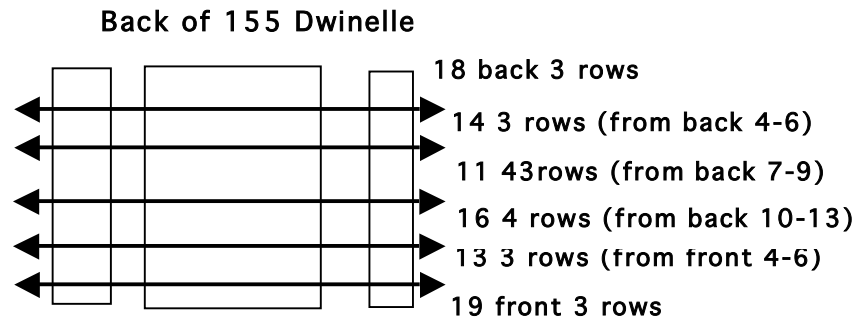 Back of 155 Dwinelle
18 back 3 rows
14 3 rows (from back 4-6)
11 43rows (from back 7-9)
16 4 rows (from back 10-13)
13 3 rows (from front 4-6)
19 front 3 rows